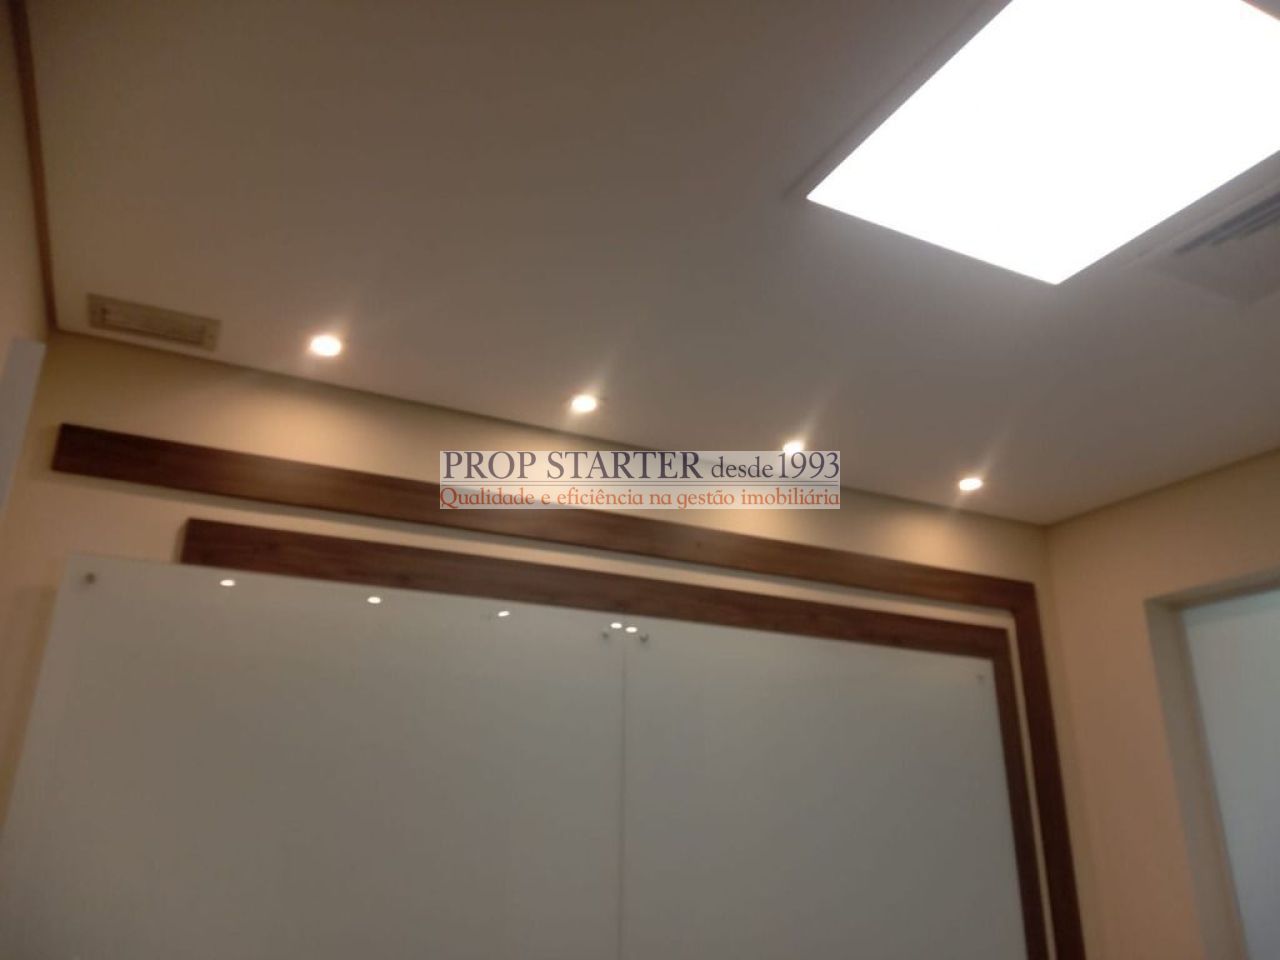 PROP STARTER desde 1993
Qualidade e eficiência na gestão imobiliária